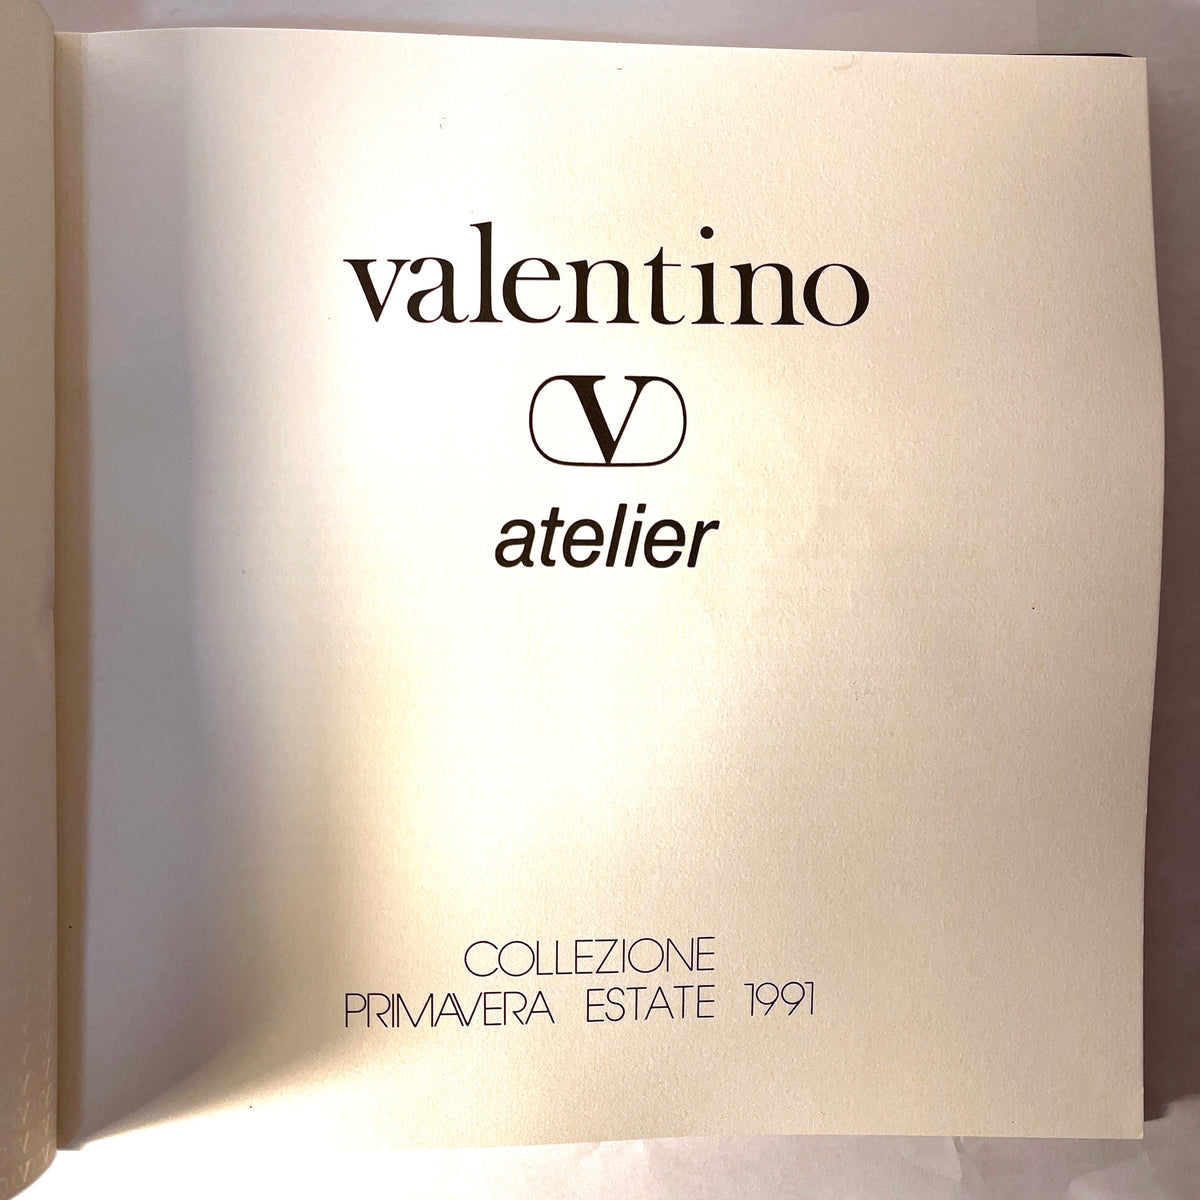 valentino
V
atelier
COLLEZIONE
PRIMAVERA ESTATE 1991